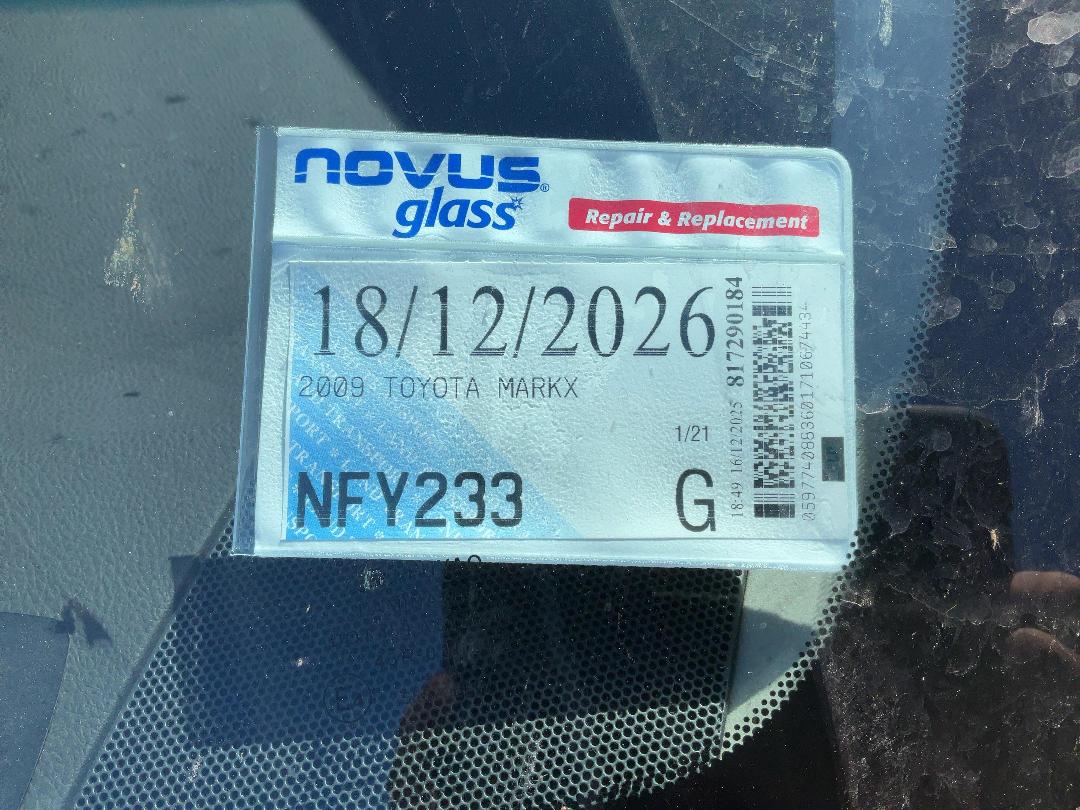 novus®
glass
Repair & Replacement
18/12/2026
2009 TOYOTA MARKX
1/21
NFY233
G
18:49 16/12/2025 817290184